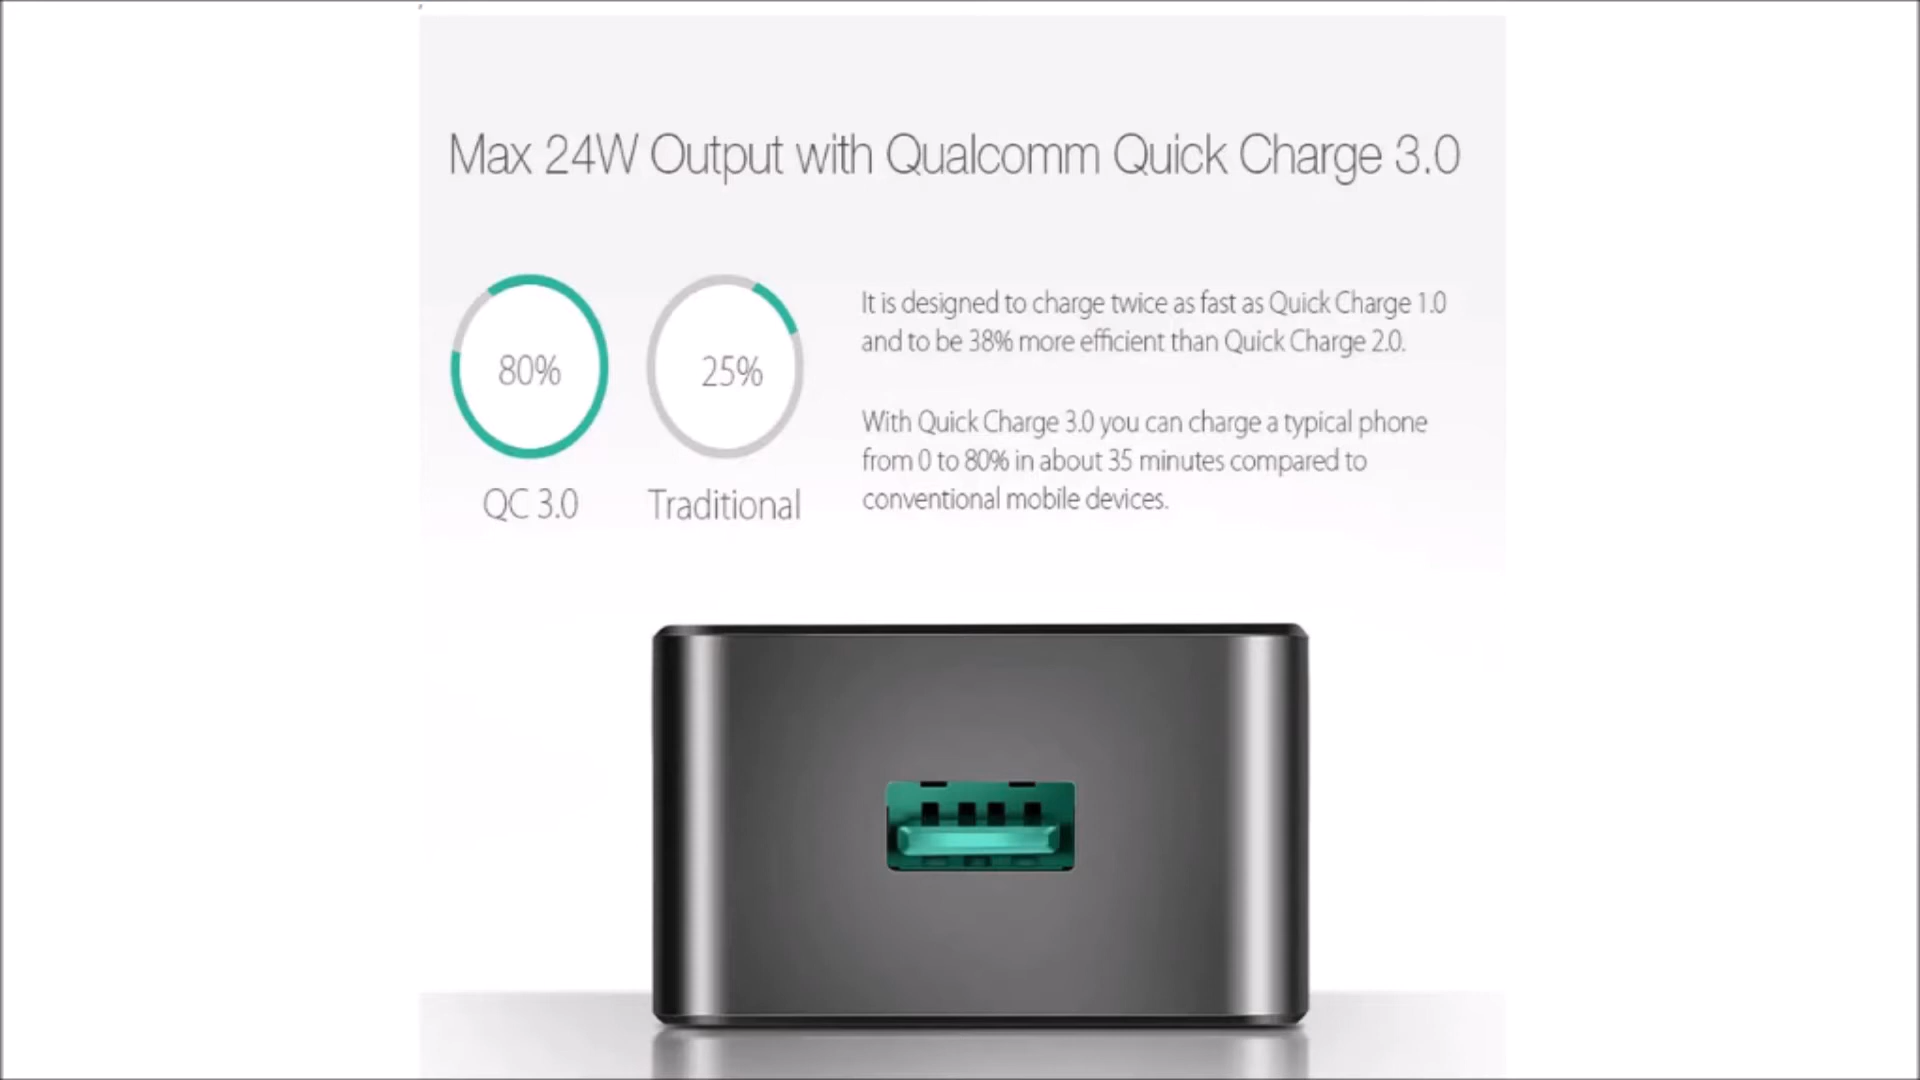 Max 24W Output with Qualcomm Quick Charge 3.0
80%
25%
QC 3.0
Traditional
It is designed to charge twice as fast as Quick Charge 1.0
and to be 38% more efficient than Quick Charge 2.0.
With Quick Charge 3.0 you can charge a typical phone
from 0 to 80% in about 35 minutes compared to
conventional mobile devices.